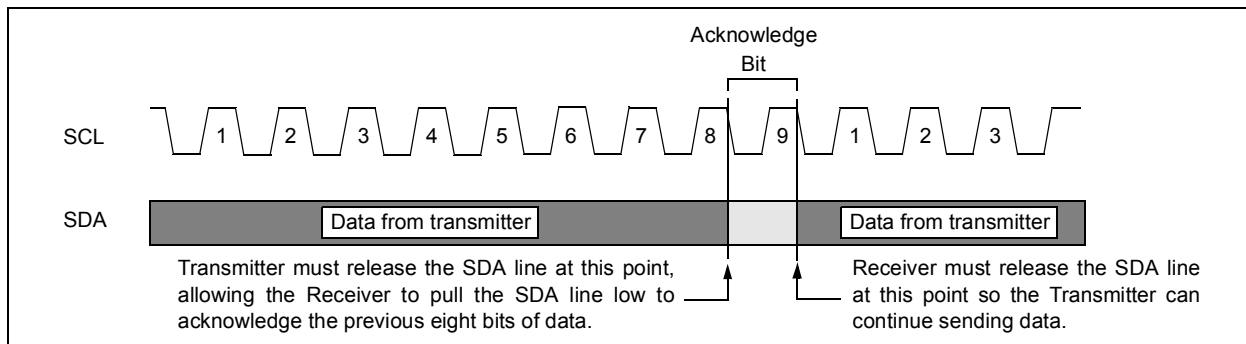 Acknowledge
Bit
SCL
1 2 3 4 5 6 7 8 9 1 2 3
SDA
Data from transmitter
Data from transmitter
Transmitter must release the SDA line at this point,
allowing the Receiver to pull the SDA line low to
acknowledge the previous eight bits of data.
Receiver must release the SDA line
at this point so the Transmitter can
continue sending data.